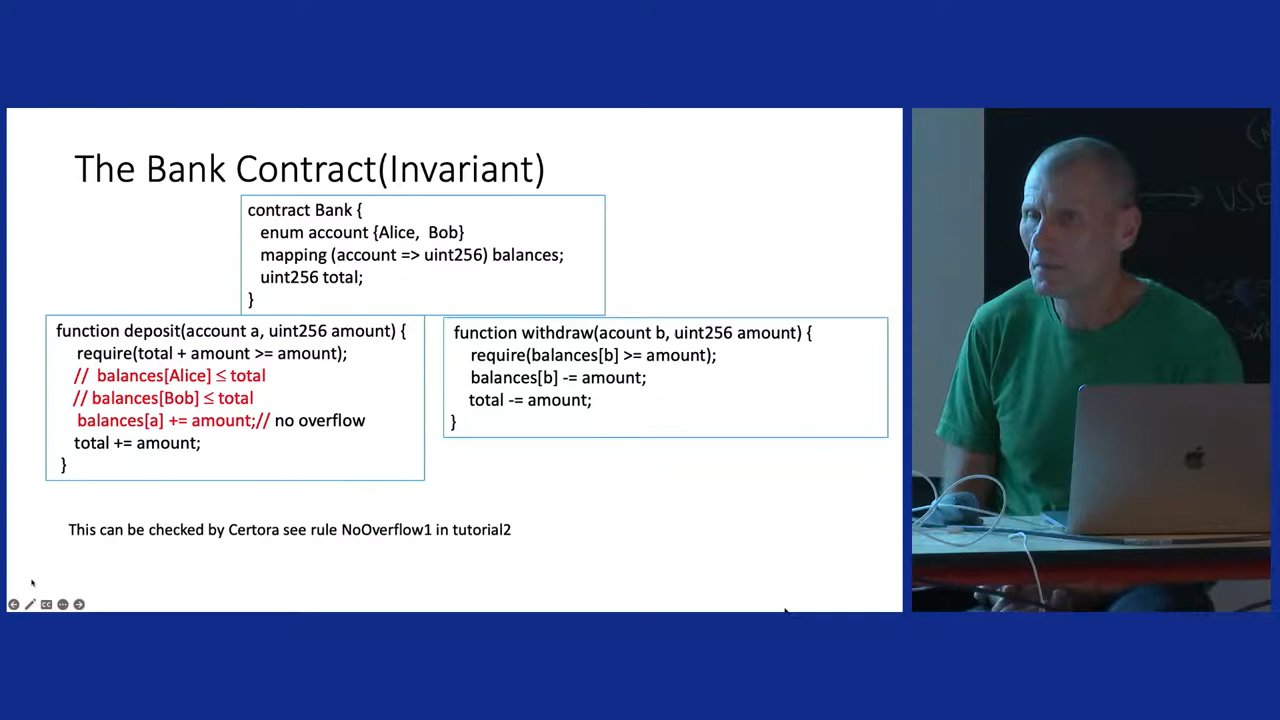 The Bank Contract(Invariant)
contract Bank {
enum account {Alice, Bob}
mapping (account => uint256) balances;
uint256 total;
}
function deposit(account a, uint256 amount) {
require(total + amount >= amount);
// balances[Alice] ≤ total
// balances[Bob] ≤ total
balances[a] += amount;// no overflow
total += amount;
}
function withdraw(acount b, uint256 amount) {
require(balances[b] >= amount);
balances[b] -= amount;
total -= amount;
}
This can be checked by Certora see rule NoOverflow1 in tutorial2